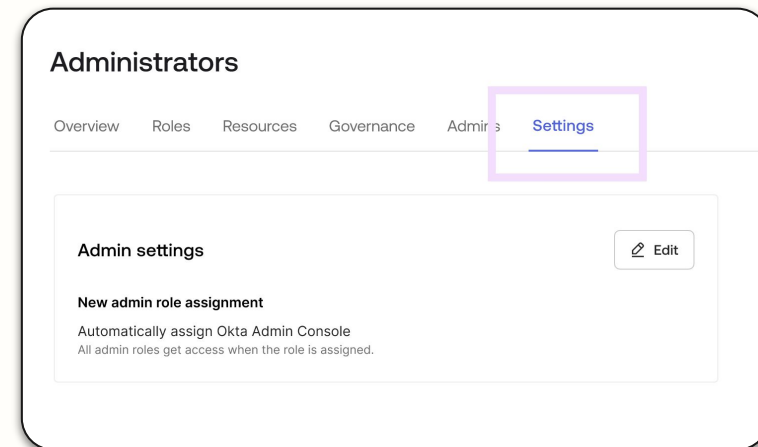 Administrators
Overview Roles Resources Governance Admins Settings
Admin settings
Edit
New admin role assignment
Automatically assign Okta Admin Console
All admin roles get access when the role is assigned.